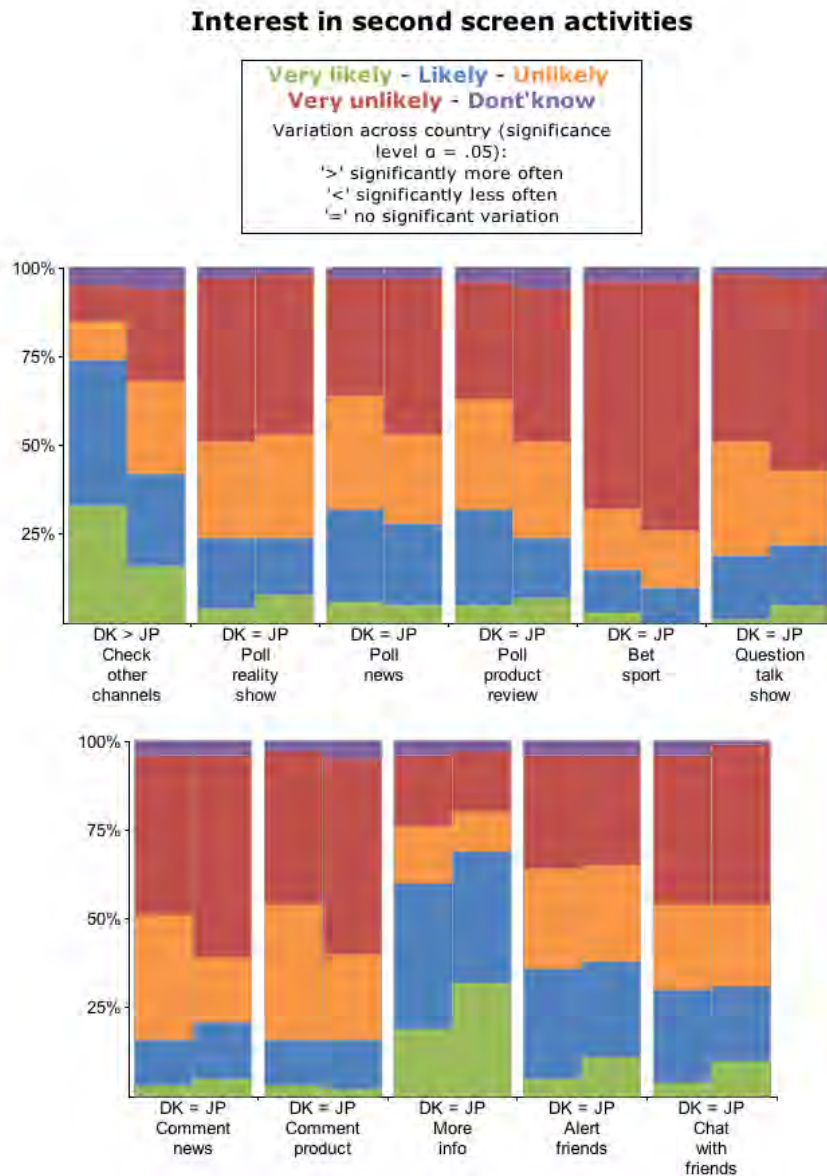 Interest in second screen activities
Very likely - Likely - Unlikely
Very unlikely - Dont'know
Variation across country (significance
level α = .05):
'>' significantly more often
'<' significantly less often
'=' no significant variation
100%
75%
50%
25%
DK > JP
Check
other
channels
DK = JP
Poll
reality
show
DK = JP
Poll
news
DK = JP
Poll
product
review
DK = JP
Bet
sport
DK = JP
Question
talk
show
100%
75%
50%
25%
DK = JP
Comment
news
DK = JP
Comment
product
DK = JP
More
info
DK = JP
Alert
friends
DK = JP
Chat
with
friends